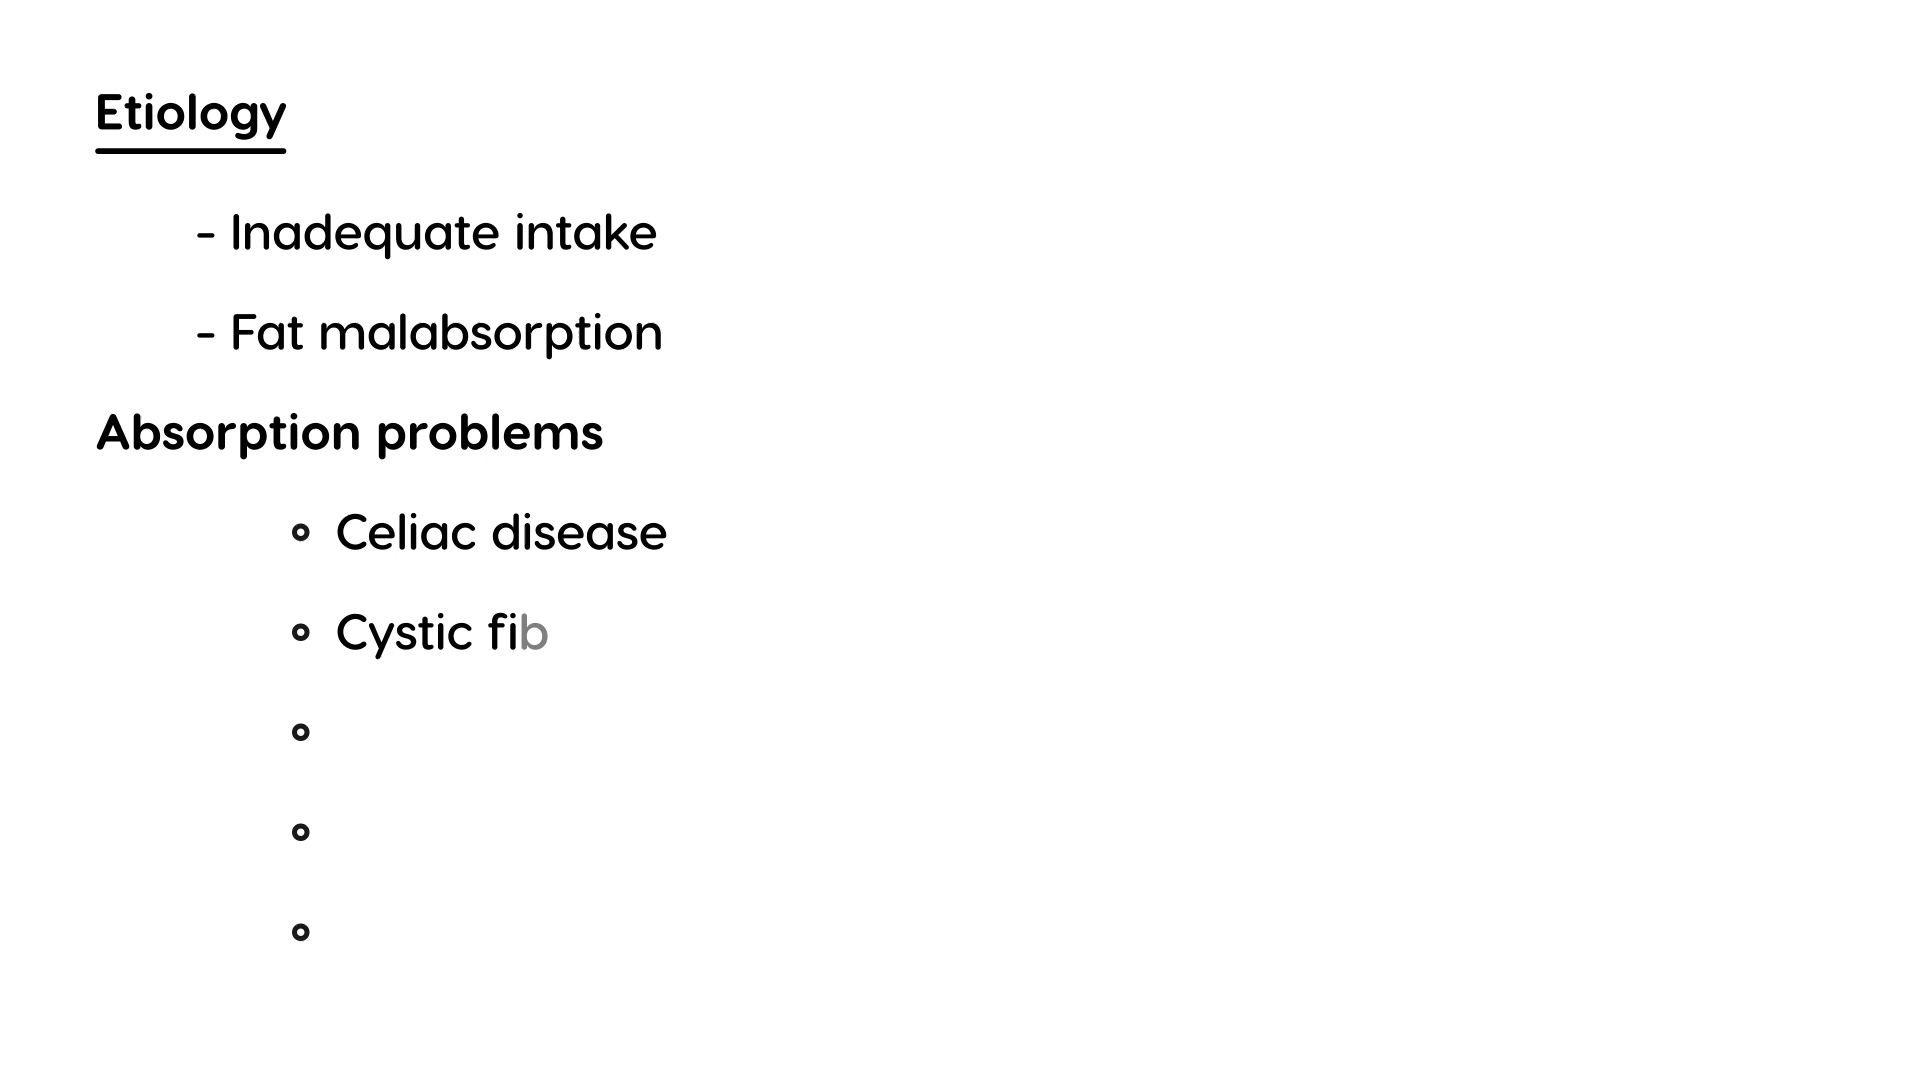 Etiology
- Inadequate intake
- Fat malabsorption
Absorption problems
Celiac disease
Cystic fib